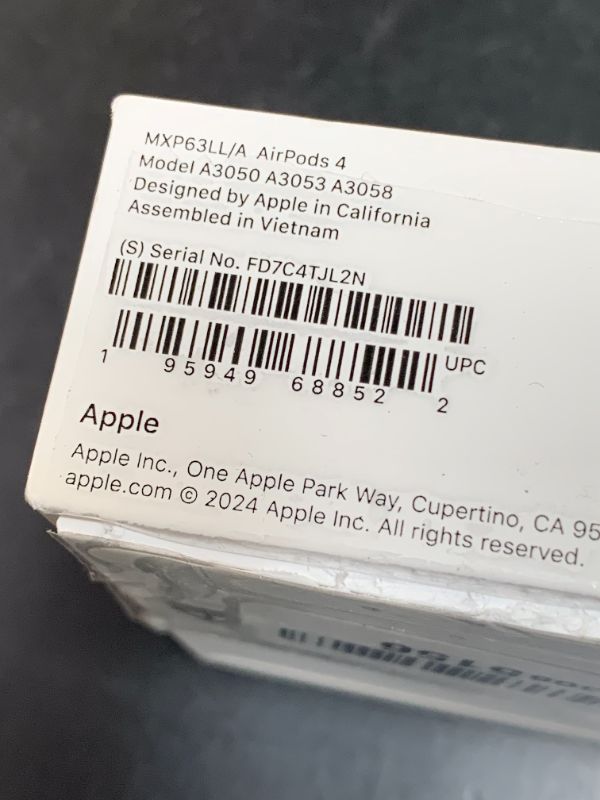 MXP63LL/A AirPods 4
Model A3050 A3053 A3058
Designed by Apple in California
Assembled in Vietnam
(S) Serial No. FD7C4TJL2N
UPC
1 95949 68852 2
Apple
Apple Inc., One Apple Park Way, Cupertino, CA 95
apple.com © 2024 Apple Inc. All rights reserved.